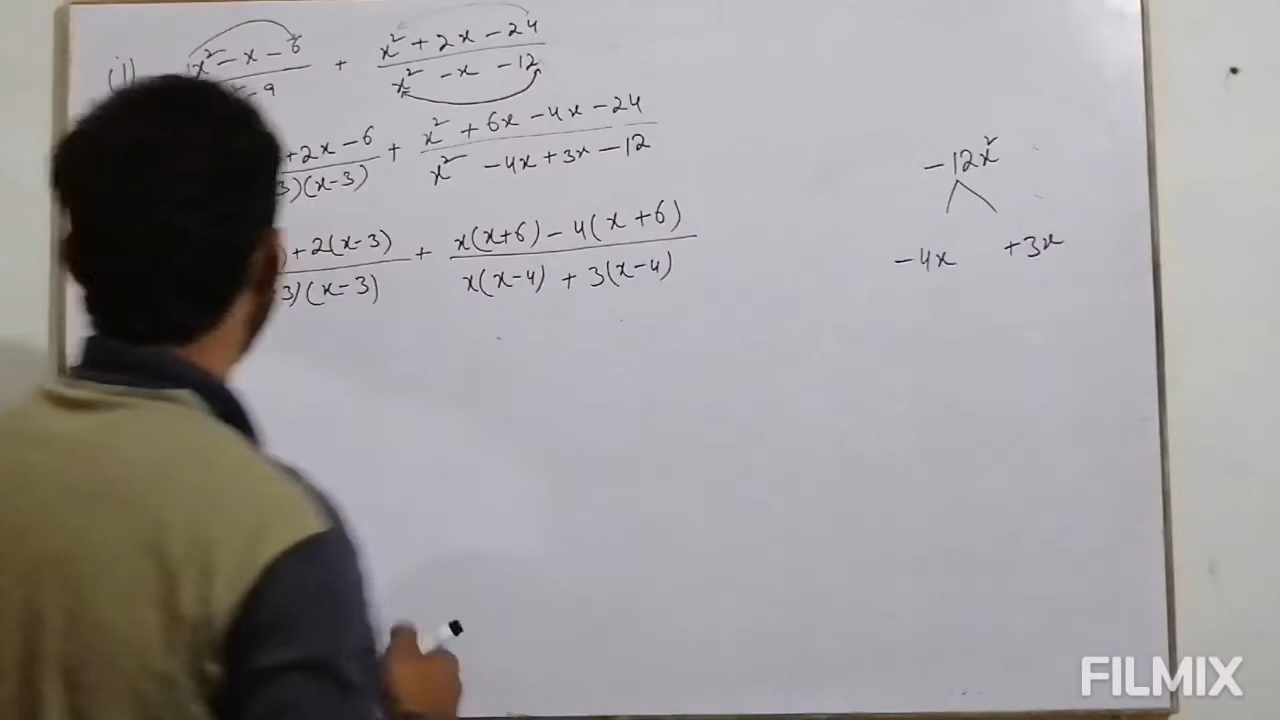 (i) x² - x - 6 / - 9 + x² + 2x - 24 / x² - x - 12
+2x - 6 / 3)(x-3) + x² + 6x - 4x - 24 / x² - 4x + 3x - 12
) + 2(x-3) / 3)(x-3) + x(x+6) - 4(x+6) / x(x-4) + 3(x-4)
-12x²
-4x +3x
FILMIX